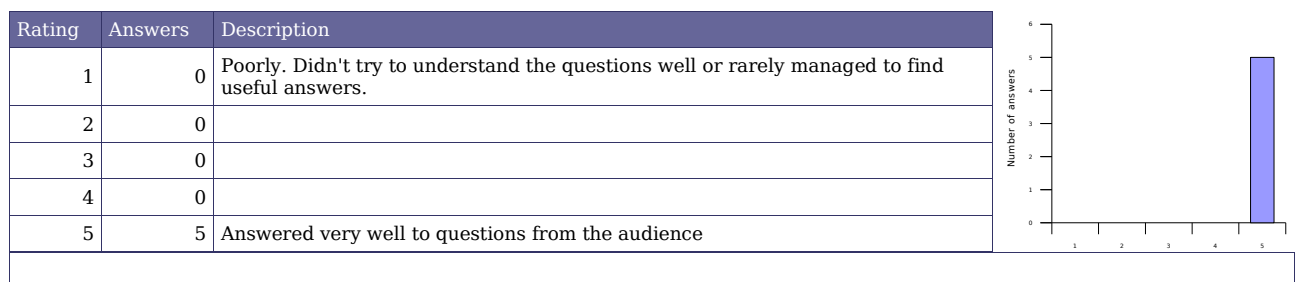 Rating Answers Description
1 0 Poorly. Didn't try to understand the questions well or rarely managed to find
useful answers.
2 0
3 0
4 0
5 5 Answered very well to questions from the audience
Number of answers
6
5
4
3
2
1
0
1 2 3 4 5